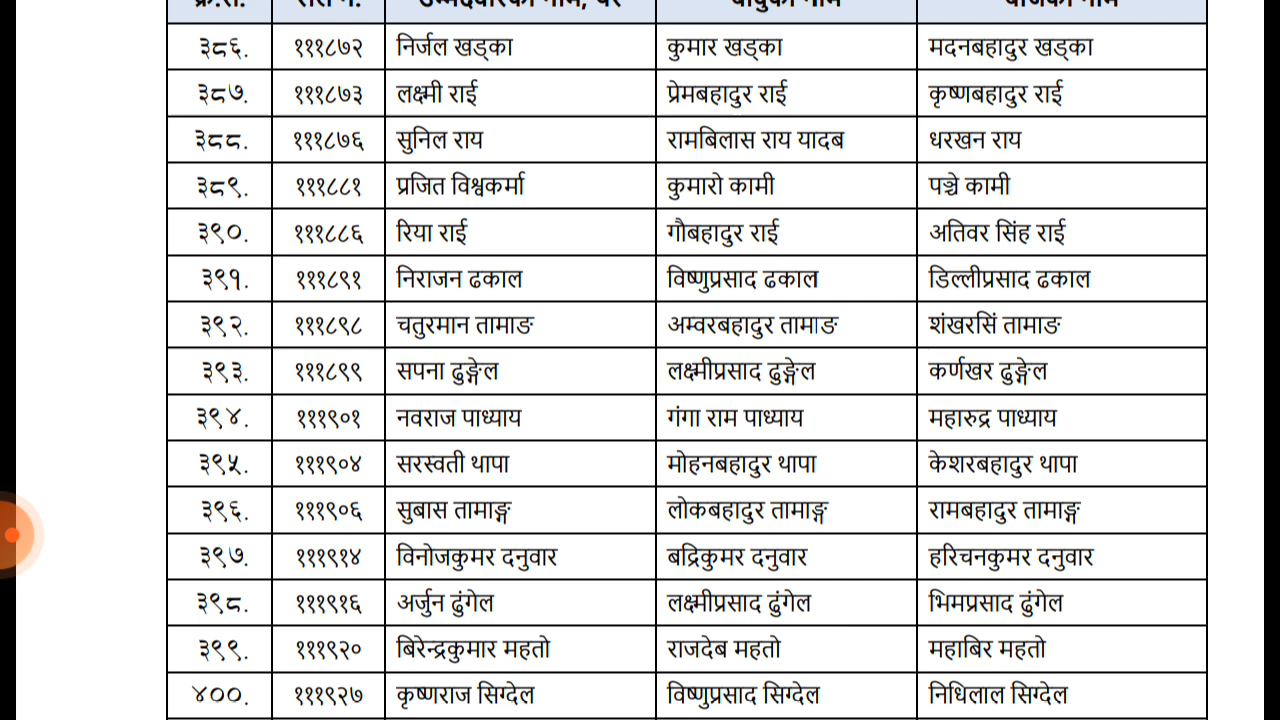 क्र.सं. रोल नं. उम्मेदवारको नाम, थर बाबुको नाम बाजेको नाम
३८६. १११८७२ निर्जल खड्का कुमार खड्का मदनबहादुर खड्का
३८७. १११८७३ लक्ष्मी राई प्रेमबहादुर राई कृष्णबहादुर राई
३८८. १११८७६ सुनिल राय रामबिलास राय यादब धरखन राय
३८९. १११८८१ प्रजित विश्वकर्मा कुमारो कामी पञ्चे कामी
३९०. १११८८६ रिया राई गौबहादुर राई अतिवर सिंह राई
३९१. १११८९१ निराजन ढकाल विष्णुप्रसाद ढकाल डिल्लीप्रसाद ढकाल
३९२. १११८९८ चतुरमान तामाङ अम्वरबहादुर तामाङ शंखरसिं तामाङ
३९३. १११८९९ सपना ढुङ्गेल लक्ष्मीप्रसाद ढुङ्गेल कर्णखर ढुङ्गेल
३९४. १११९०१ नवराज पाध्याय गंगा राम पाध्याय महारुद्र पाध्याय
३९५. १११९०४ सरस्वती थापा मोहनबहादुर थापा केशरबहादुर थापा
३९६. १११९०६ सुबास तामाङ्ग लोकबहादुर तामाङ्ग रामबहादुर तामाङ्ग
३९७. १११९१४ विनोजकुमर दनुवार बद्रिकुमर दनुवार हरिचनकुमर दनुवार
३९८. १११९१६ अर्जुन ढुंगेल लक्ष्मीप्रसाद ढुंगेल भिमप्रसाद ढुंगेल
३९९. १११९२० बिरेन्द्रकुमार महतो राजदेब महतो महाबिर महतो
४००. १११९२७ कृष्णराज सिग्देल विष्णुप्रसाद सिग्देल निधिलाल सिग्देल